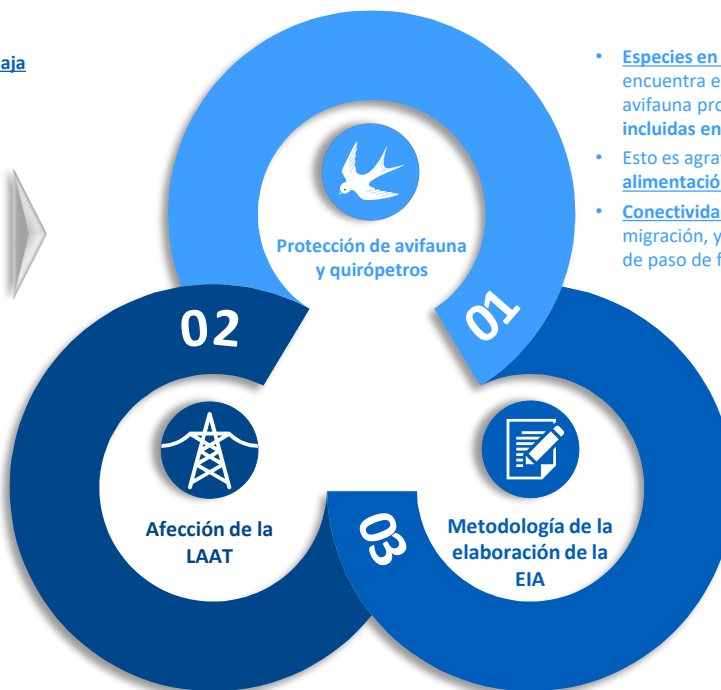 • Especies en
encuentra e
avifauna pro
incluidas en
• Esto es agra
alimentació
• Conectivida
migración, y
de paso de f
Protección de avifauna
y quirópetros
01
02
Afección de la
LAAT
03
Metodología de la
elaboración de la
EIA